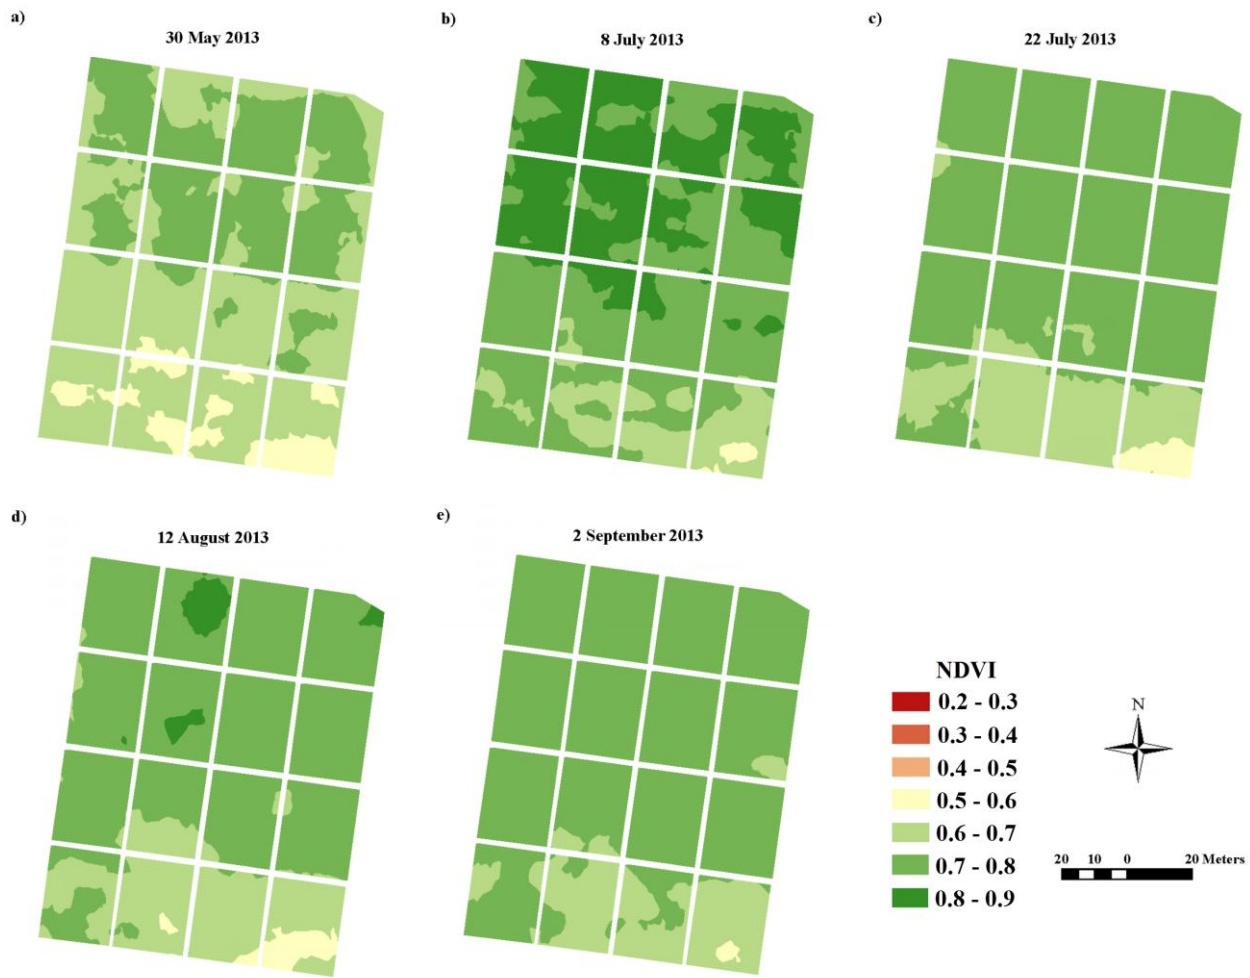 a)
30 May 2013
b)
8 July 2013
c)
22 July 2013
d)
12 August 2013
e)
2 September 2013
NDVI
0.2 - 0.3
0.3 - 0.4
0.4 - 0.5
0.5 - 0.6
0.6 - 0.7
0.7 - 0.8
0.8 - 0.9
N
20 10 0 20 Meters